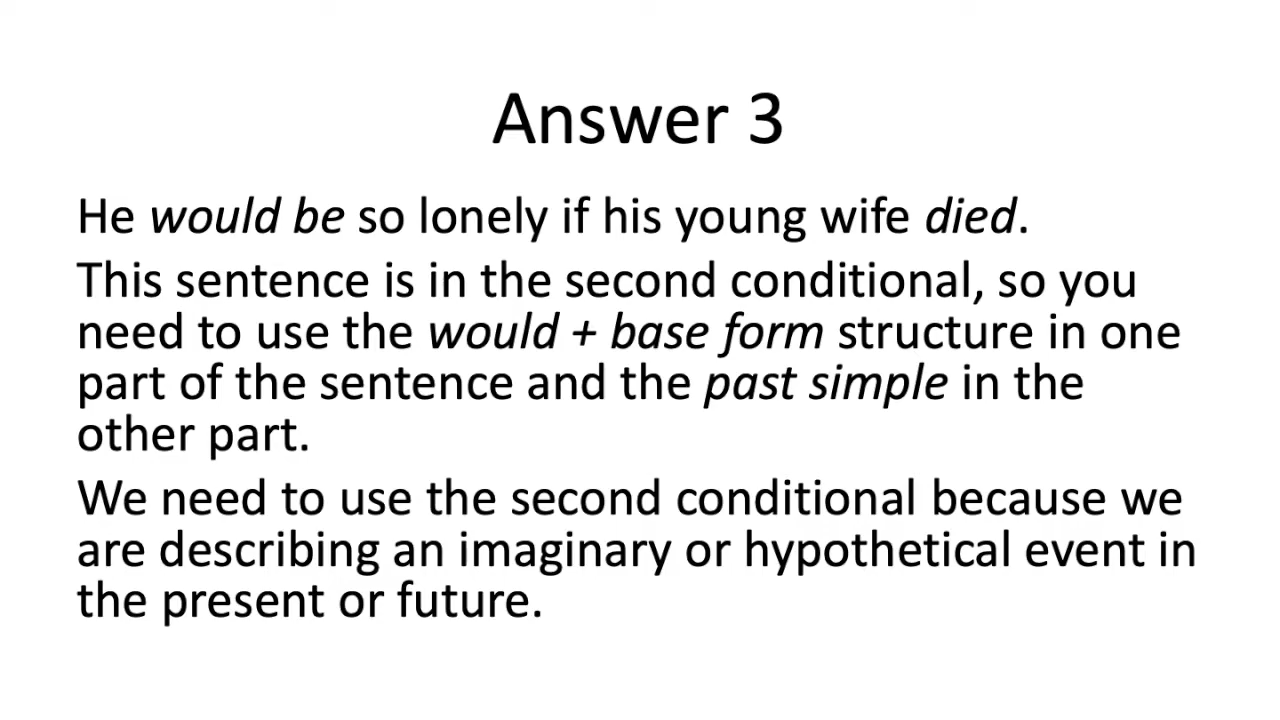 Answer 3
He would be so lonely if his young wife died.
This sentence is in the second conditional, so you
need to use the would + base form structure in one
part of the sentence and the past simple in the
other part.
We need to use the second conditional because we
are describing an imaginary or hypothetical event in
the present or future.